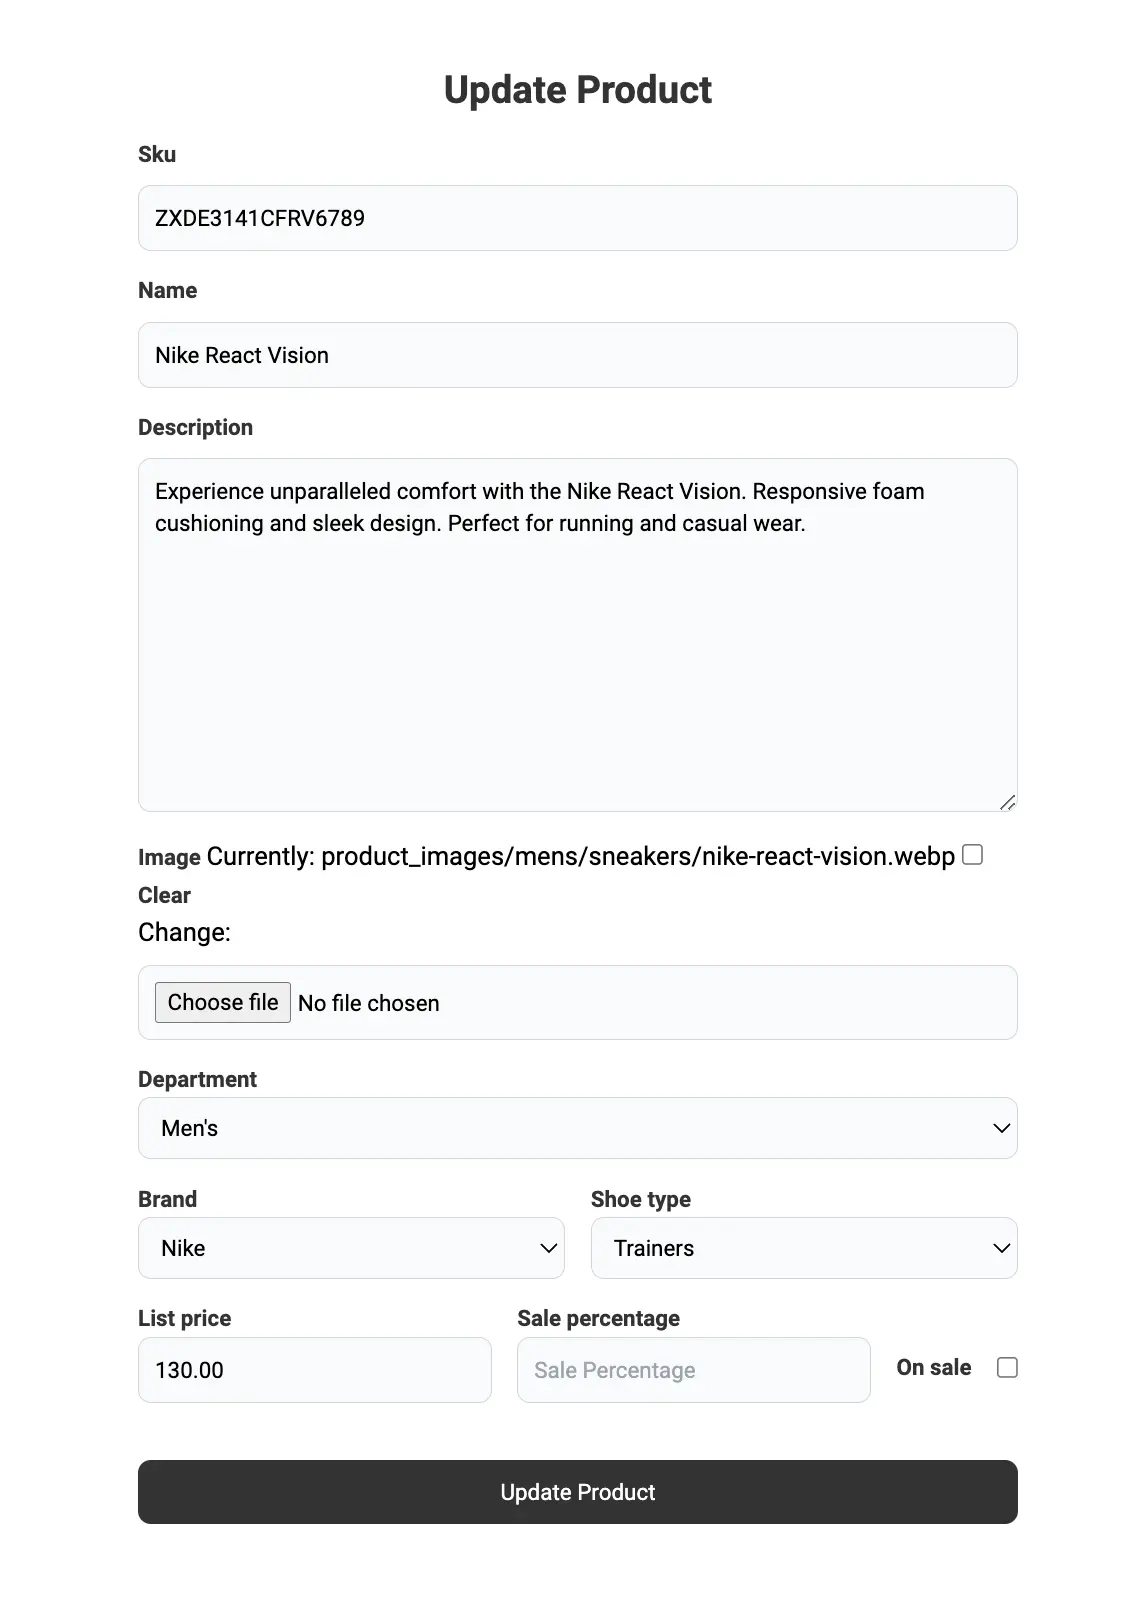 Update Product
Sku
ZXDE3141CFRV6789
Name
Nike React Vision
Description
Experience unparalleled comfort with the Nike React Vision. Responsive foam
cushioning and sleek design. Perfect for running and casual wear.
Image Currently: product_images/mens/sneakers/nike-react-vision.webp
Clear
Change:
Choose file No file chosen
Department
Men's
Brand Shoe type
Nike Trainers
List price Sale percentage
130.00 Sale Percentage On sale
Update Product